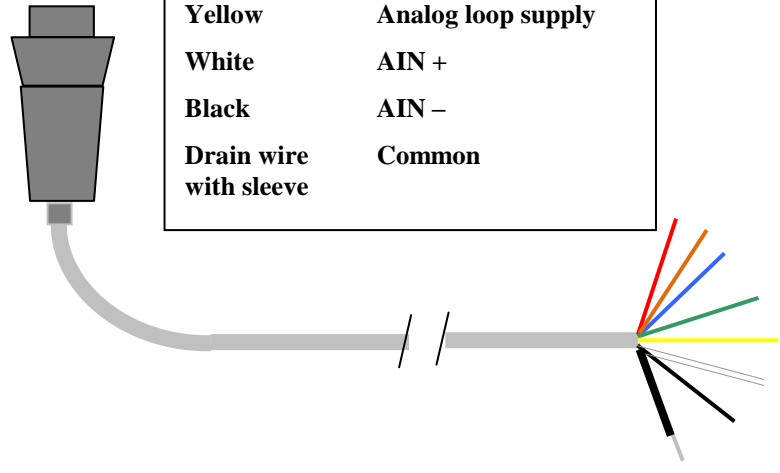 Yellow Analog loop supply
White AIN +
Black AIN –
Drain wire Common
with sleeve